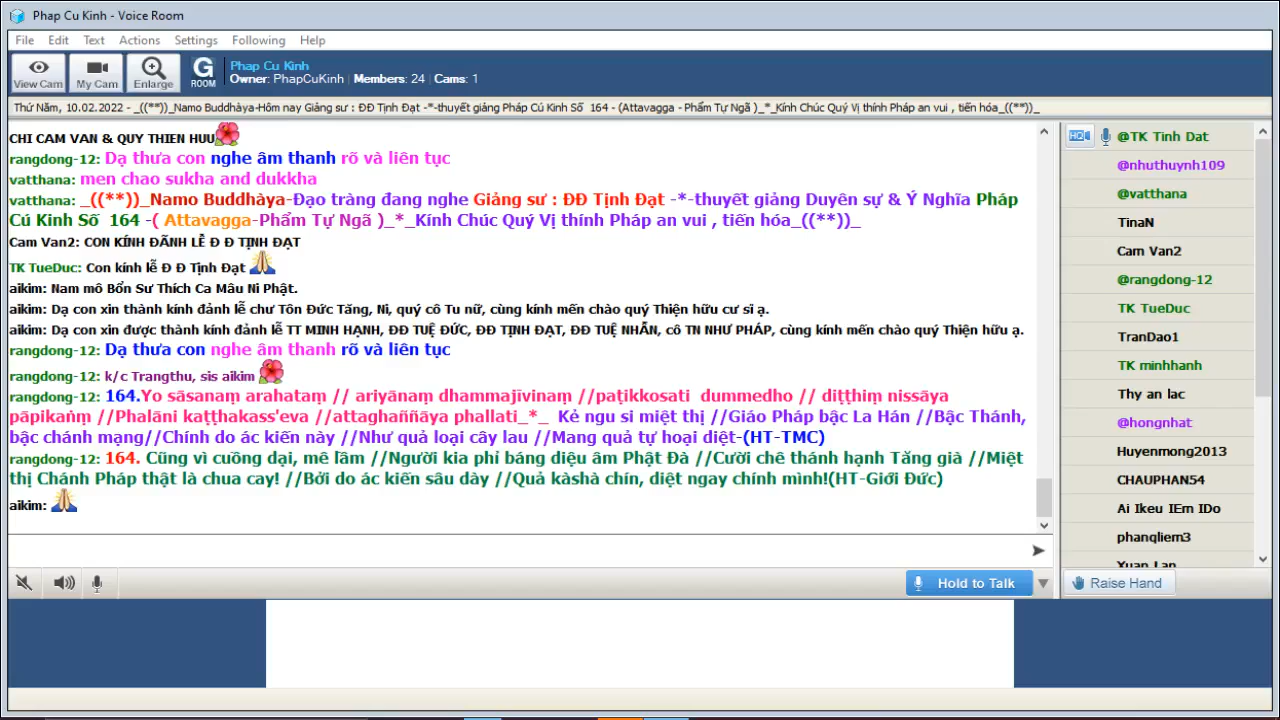 Phap Cu Kinh - Voice Room
File Edit Text Actions Settings Following Help
View Cam My Cam Enlarge G ROOM
Phap Cu Kinh
Owner: PhapCuKinh Members: 24 Cams: 1
Thứ Năm, 10.02.2022 - _((**))_Namo Buddhàya-Hôm nay Giảng sư : ĐĐ Tịnh Đạt -*-thuyết giảng Pháp Cú Kinh Số 164 - (Attavagga - Phẩm Tự Ngã )_*_Kính Chúc Quý Vị thính Pháp an vui , tiến hóa_((**))_
CHI CAM VAN & QUY THIEN HUU
rangdong-12: Dạ thưa con nghe âm thanh rõ và liên tục
vatthana: men chao sukha and dukkha
vatthana: _((**))_Namo Buddhàya-Đạo tràng đang nghe Giảng sư : ĐĐ Tịnh Đạt -*-thuyết giảng Duyên sự & Ý Nghĩa Pháp
Cú Kinh Số 164 -( Attavagga-Phẩm Tự Ngã )_*_Kính Chúc Quý Vị thính Pháp an vui , tiến hóa_((**))_
Cam Van2: CON KÍNH ĐÃNH LỄ Đ Đ TỊNH ĐẠT
TK TueDuc: Con kính lễ Đ Đ Tịnh Đạt
aikim: Nam mô Bổn Sư Thích Ca Mâu Ni Phật.
aikim: Dạ con xin thành kính đảnh lễ chư Tôn Đức Tăng, Ni, quý cô Tu nữ, cùng kính mến chào quý Thiện hữu cư sĩ ạ.
aikim: Dạ con xin được thành kính đảnh lễ TT MINH HẠNH, ĐĐ TUỆ ĐỨC, ĐĐ TỊNH ĐẠT, ĐĐ TUỆ NHẪN, cô TN NHƯ PHÁP, cùng kính mến chào quý Thiện hữu ạ.
rangdong-12: Dạ thưa con nghe âm thanh rõ và liên tục
rangdong-12: k/c Trangthu, sis aikim
rangdong-12: 164.Yo sāsanaṃ arahataṃ // ariyānaṃ dhammajīvinaṃ //paṭikkosati dummedho // diṭṭhiṃ nissāya
pāpikaṅṃ //Phalāni kaṭṭhakass'eva //attaghaññāya phallati_*_ Kẻ ngu si miệt thị //Giáo Pháp bậc La Hán //Bậc Thánh,
bậc chánh mạng//Chính do ác kiến này //Như quả loại cây lau //Mang quả tự hoại diệt-(HT-TMC)
rangdong-12: 164. Cũng vì cuồng dại, mê lầm //Người kia phỉ báng diệu âm Phật Đà //Cười chê thánh hạnh Tăng già //Miệt
thị Chánh Pháp thật là chua cay! //Bởi do ác kiến sâu dày //Quả kàshà chín, diệt ngay chính mình!(HT-Giới Đức)
aikim:
HD @TK Tinh Dat
@nhuthuynh109
@vatthana
TinaN
Cam Van2
@rangdong-12
TK TueDuc
TranDao1
TK minhhanh
Thy an lac
@hongnhat
Huyenmong2013
CHAUPHAN54
Ai Ikeu IEm IDo
phanqliem3
Xuan Lan
Hold to Talk
Raise Hand